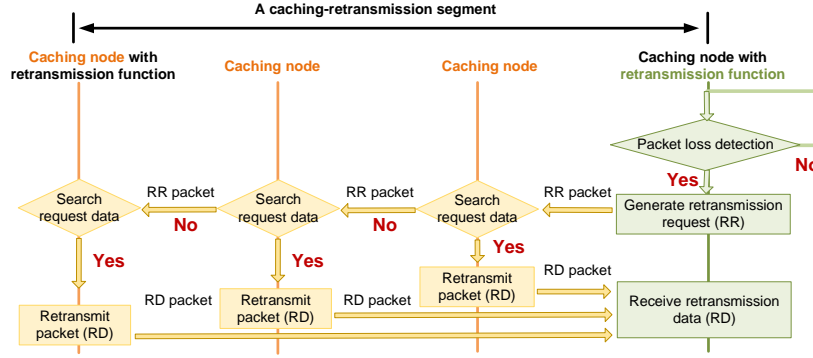 A caching-retransmission segment
Caching node with
retransmission function
Caching node
Caching node
Caching node with
retransmission function
Packet loss detection
No
Yes
RR packet
RR packet
RR packet
Search
request data
Search
request data
Search
request data
Generate retransmission
request (RR)
No
No
Yes
Yes
Yes
RD packet
RD packet
RD packet
Retransmit
packet (RD)
Retransmit
packet (RD)
Retransmit
packet (RD)
Receive retransmission
data (RD)